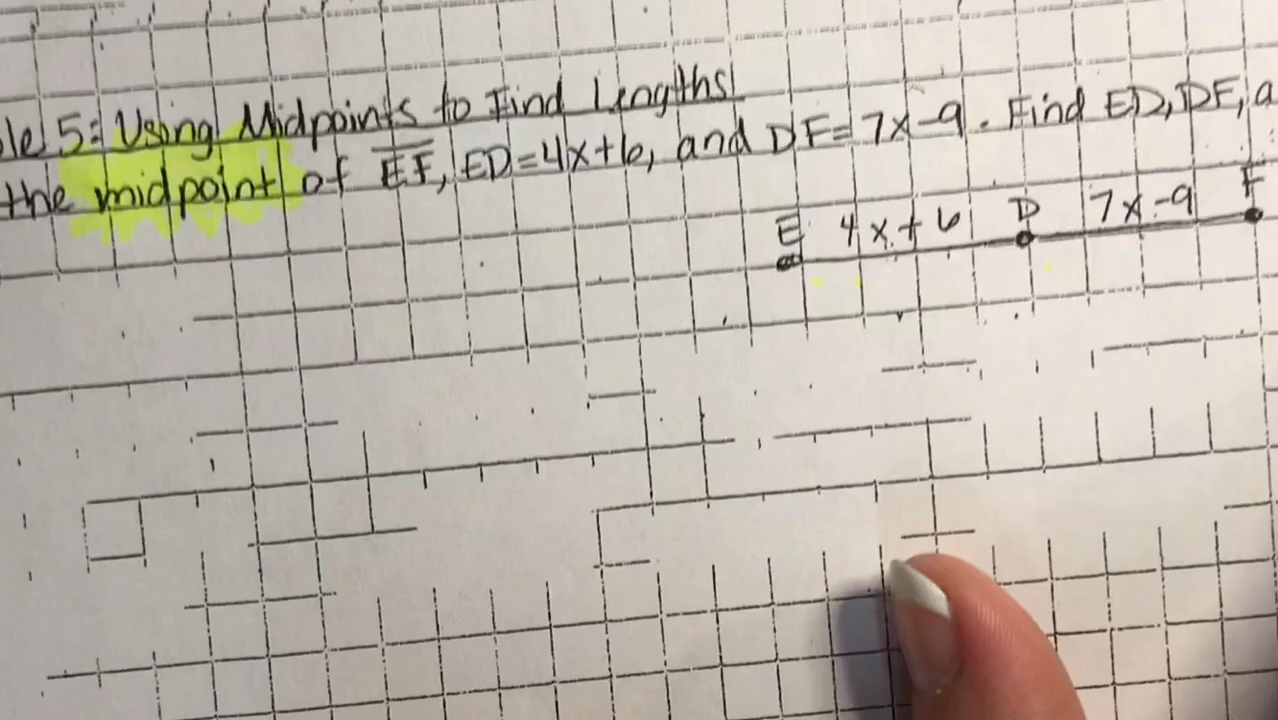 le 5: Using Midpoints to Find Lengths
the midpoint of EF, ED=4x+6, and DF=7x-9. Find ED, DF, a
E 4x+6 D 7x-9 F